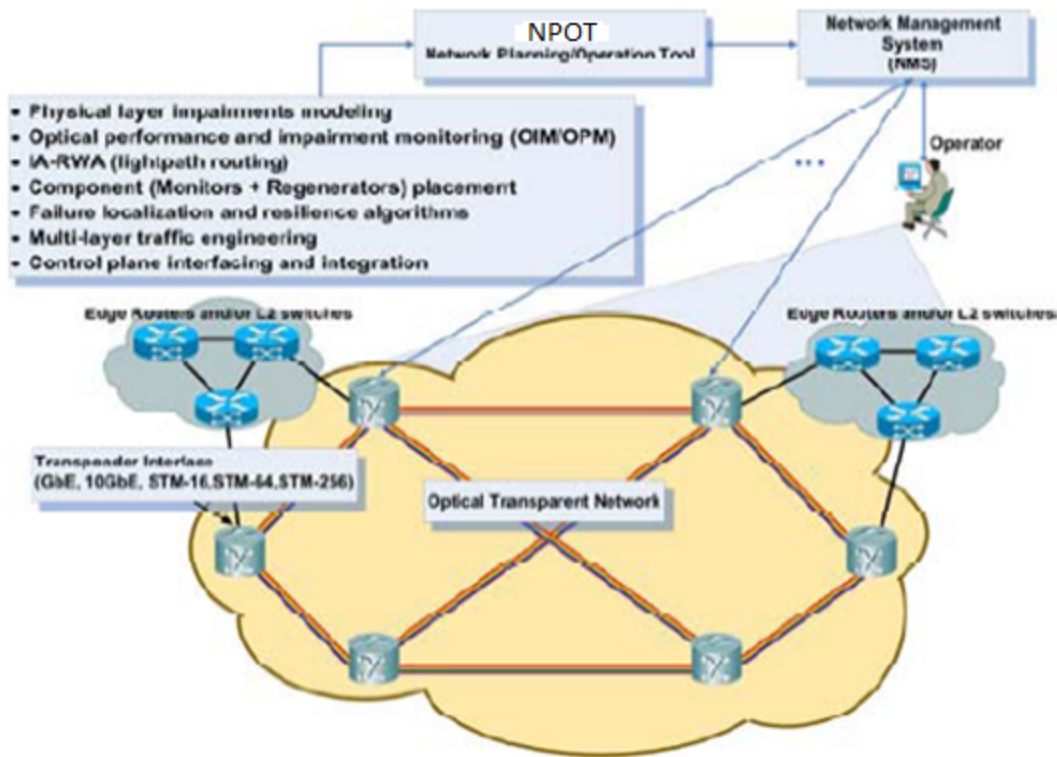 NPOT
Network Planning/Operation Tool
Network Management
System
(NMS)
• Physical layer impairments modeling
• Optical performance and impairment monitoring (OIM/OPM)
• IA-RWA (lightpath routing)
• Component (Monitors + Regenerators) placement
• Failure localization and resilience algorithms
• Multi-layer traffic engineering
• Control plane interfacing and integration
...
Operator
Edge Routers and/or L2 switches
Edge Routers and/or L2 switches
Transponder Interface
(GbE, 10GbE, STM-16,STM-64,STM-256)
Optical Transparent Network